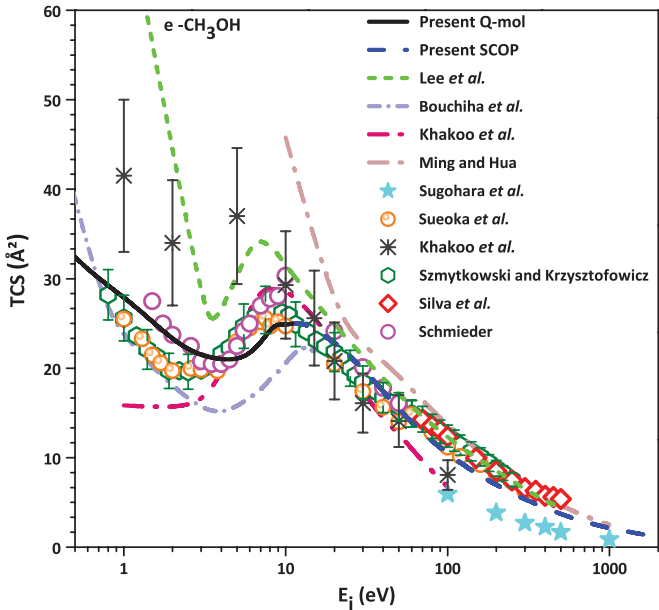 e -CH3OH
Present Q-mol
Present SCOP
Lee et al.
Bouchiha et al.
Khakoo et al.
Ming and Hua
Sugohara et al.
Sueoka et al.
Khakoo et al.
Szmytkowski and Krzysztofowicz
Silva et al.
Schmieder
60
50
40
30
20
10
0
TCS (Å²)
1
10
100
1000
Ei (eV)